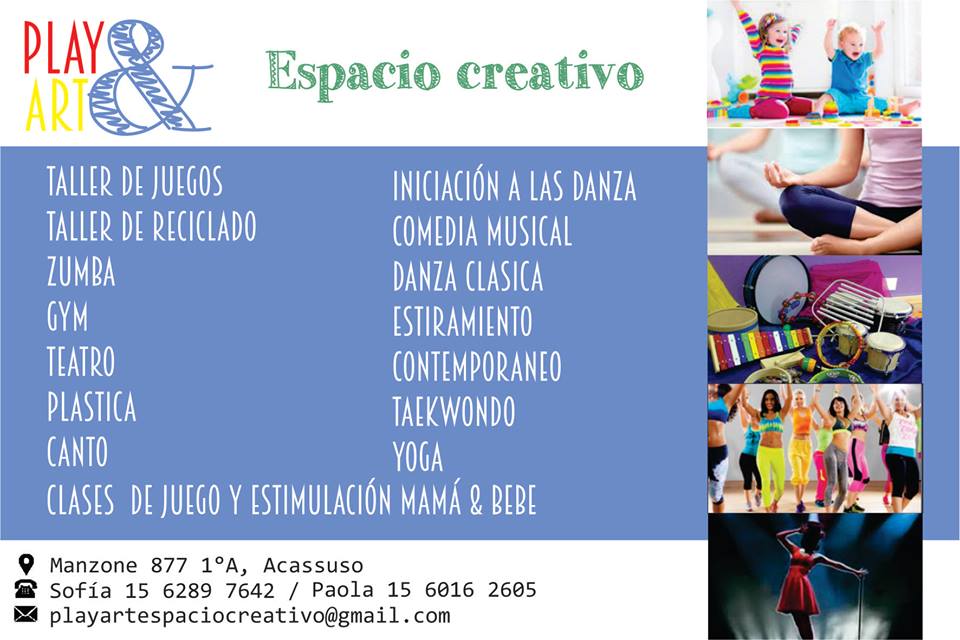 PLAY &
ART
Espacio creativo
TALLER DE JUEGOS
TALLER DE RECICLADO
ZUMBA
GYM
TEATRO
PLASTICA
CANTO
INICIACIÓN A LAS DANZA
COMEDIA MUSICAL
DANZA CLASICA
ESTIRAMIENTO
CONTEMPORANEO
TAEKWONDO
YOGA
CLASES DE JUEGO Y ESTIMULACIÓN MAMÁ & BEBE
Manzone 877 1°A, Acassuso
Sofía 15 6289 7642 / Paola 15 6016 2605
playartespaciocreativo@gmail.com